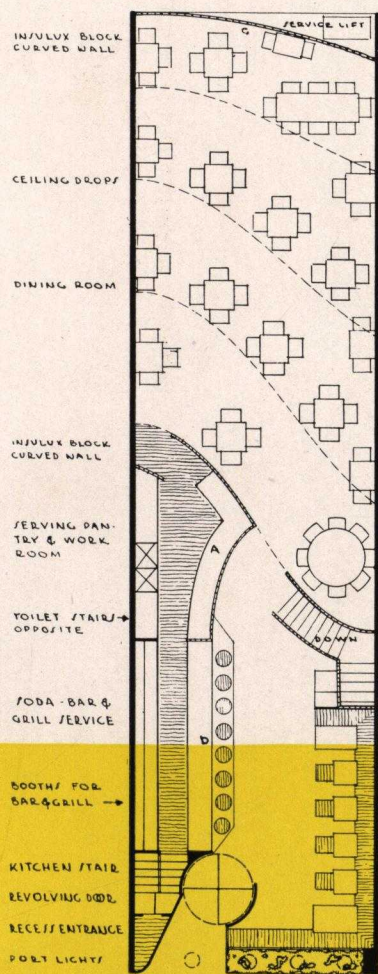 INSULUX BLOCK
CURVED WALL
G
SERVICE LIFT
CEILING DROPS
DINING ROOM
INSULUX BLOCK
CURVED WALL
SERVING PAN-
TRY & WORK
ROOM
A
TOILET STAIRS
OPPOSITE
DOWN
SODA-BAR &
GRILL SERVICE
D
BOOTHS FOR
BAR & GRILL
KITCHEN STAIR
REVOLVING DOOR
RECESS ENTRANCE
PORT LIGHTS